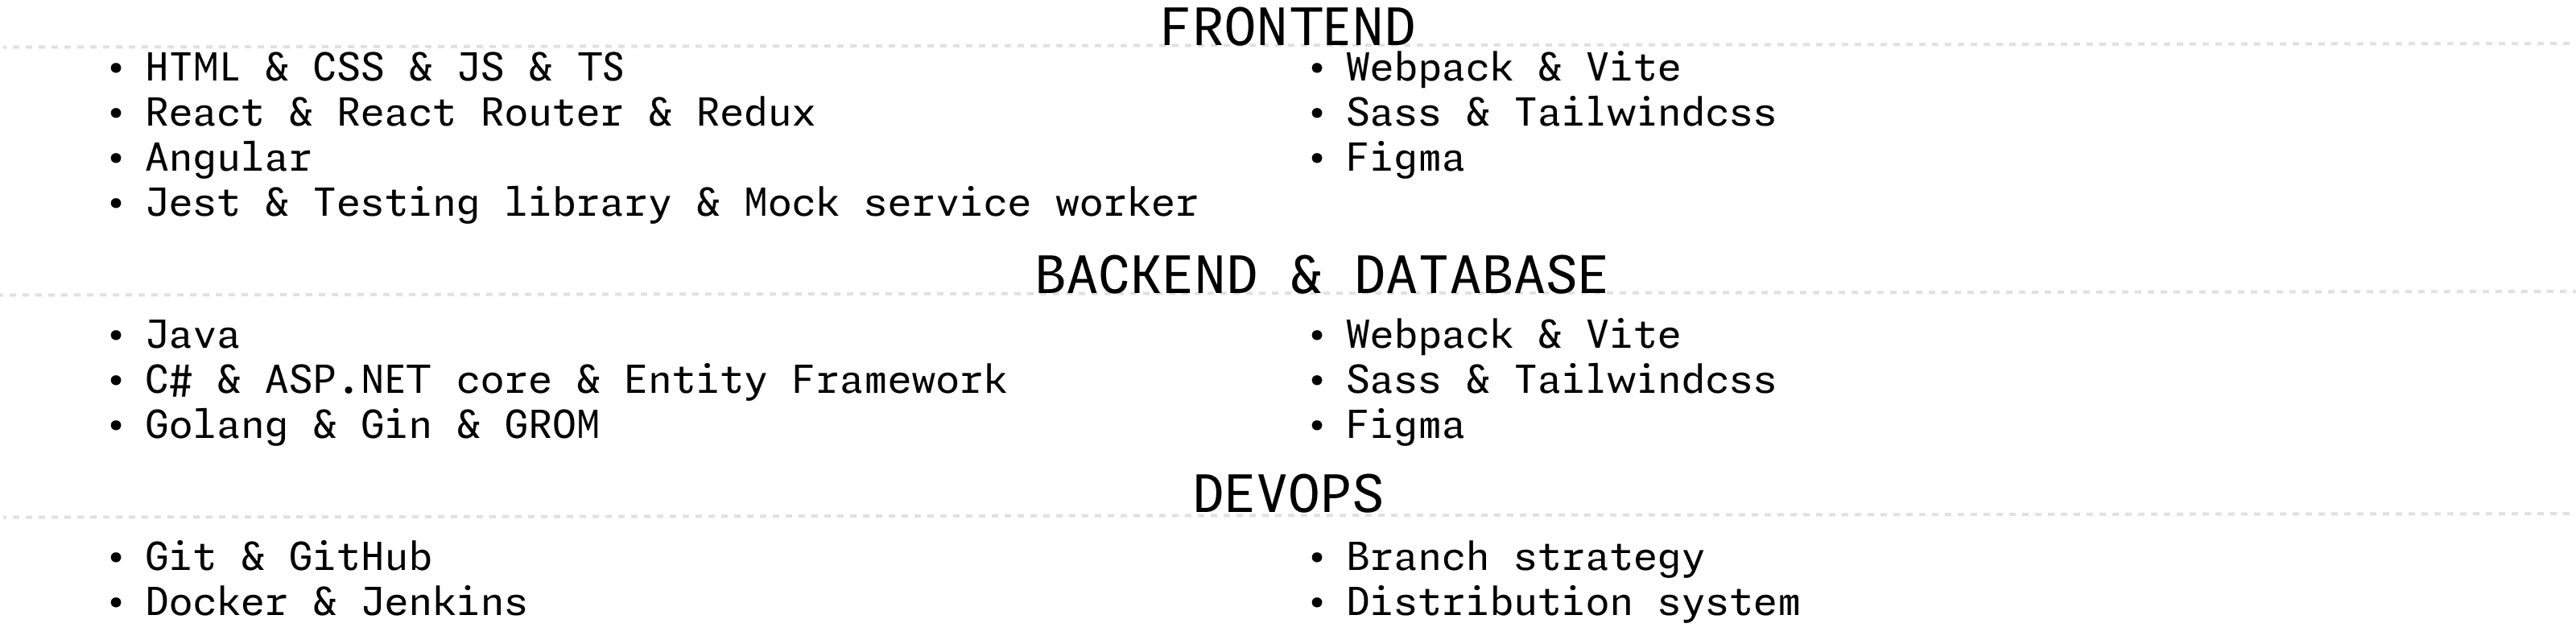 FRONTEND
• HTML & CSS & JS & TS
• React & React Router & Redux
• Angular
• Jest & Testing library & Mock service worker
• Webpack & Vite
• Sass & Tailwindcss
• Figma
BACKEND & DATABASE
• Java
• C# & ASP.NET core & Entity Framework
• Golang & Gin & GROM
• Webpack & Vite
• Sass & Tailwindcss
• Figma
DEVOPS
• Git & GitHub
• Docker & Jenkins
• Branch strategy
• Distribution system